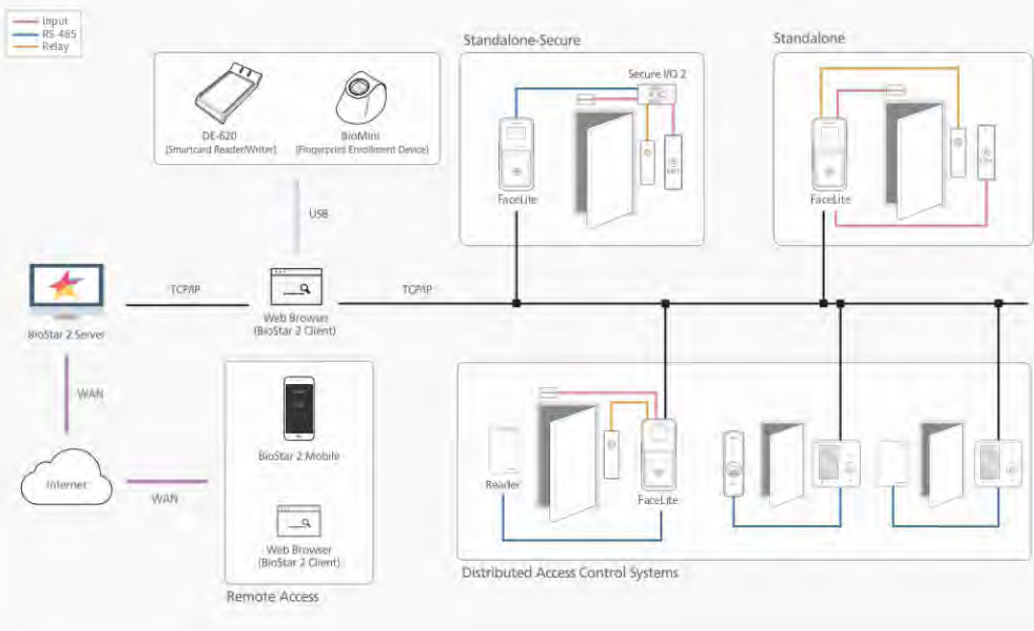 Input
RS-485
Relay
DE-620
(Smartcard Reader/Writer)
BioMini
(Fingerprint Enrollment Device)
USB
Standalone-Secure
Secure I/O 2
FaceLite
Standalone
FaceLite
TCP/IP
TCP/IP
BioStar 2 Server
Web Browser
(BioStar 2 Client)
WAN
Internet
WAN
BioStar 2 Mobile
Web Browser
(BioStar 2 Client)
Remote Access
Reader
FaceLite
Distributed Access Control Systems